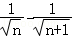 1/√n - 1/√(n+1)